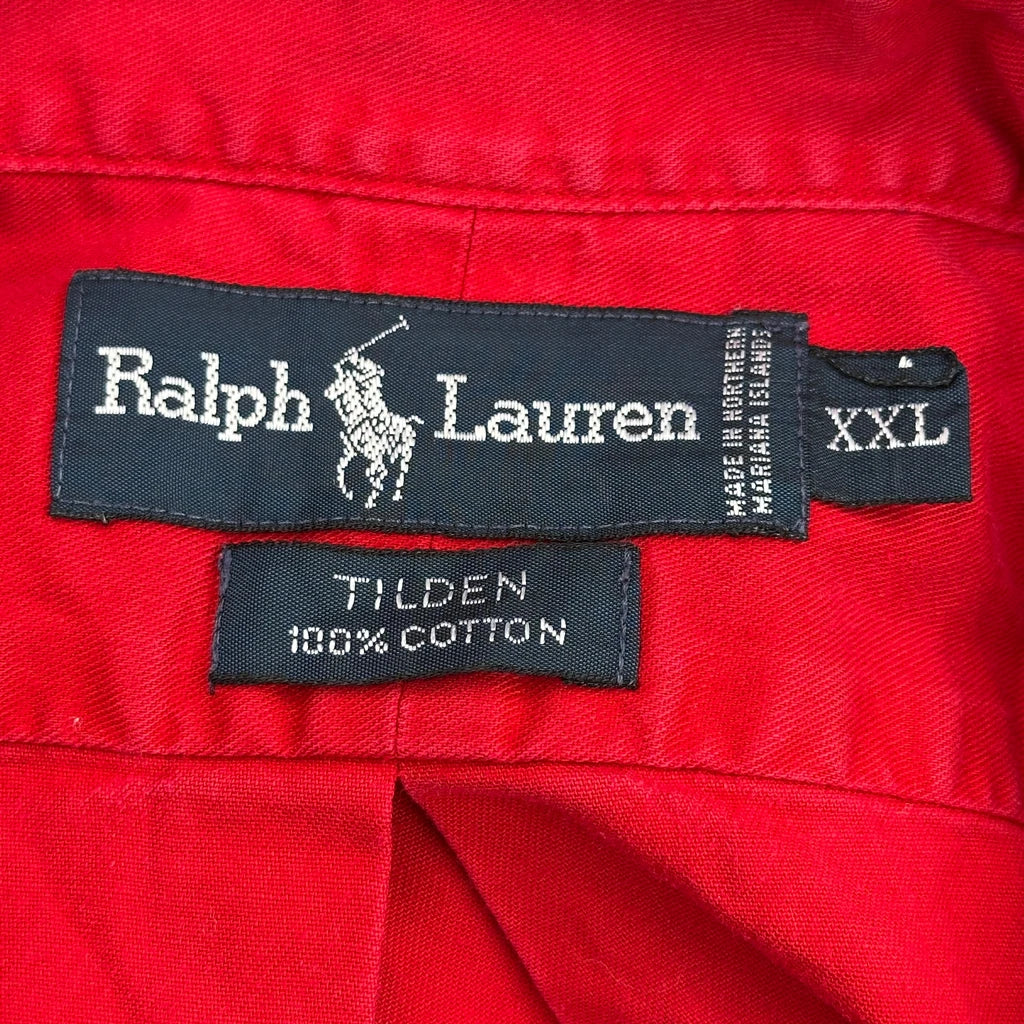 Ralph Lauren
MADE IN NORTHERN
MARIANA ISLANDS
XXL
TILDEN
100% COTTON